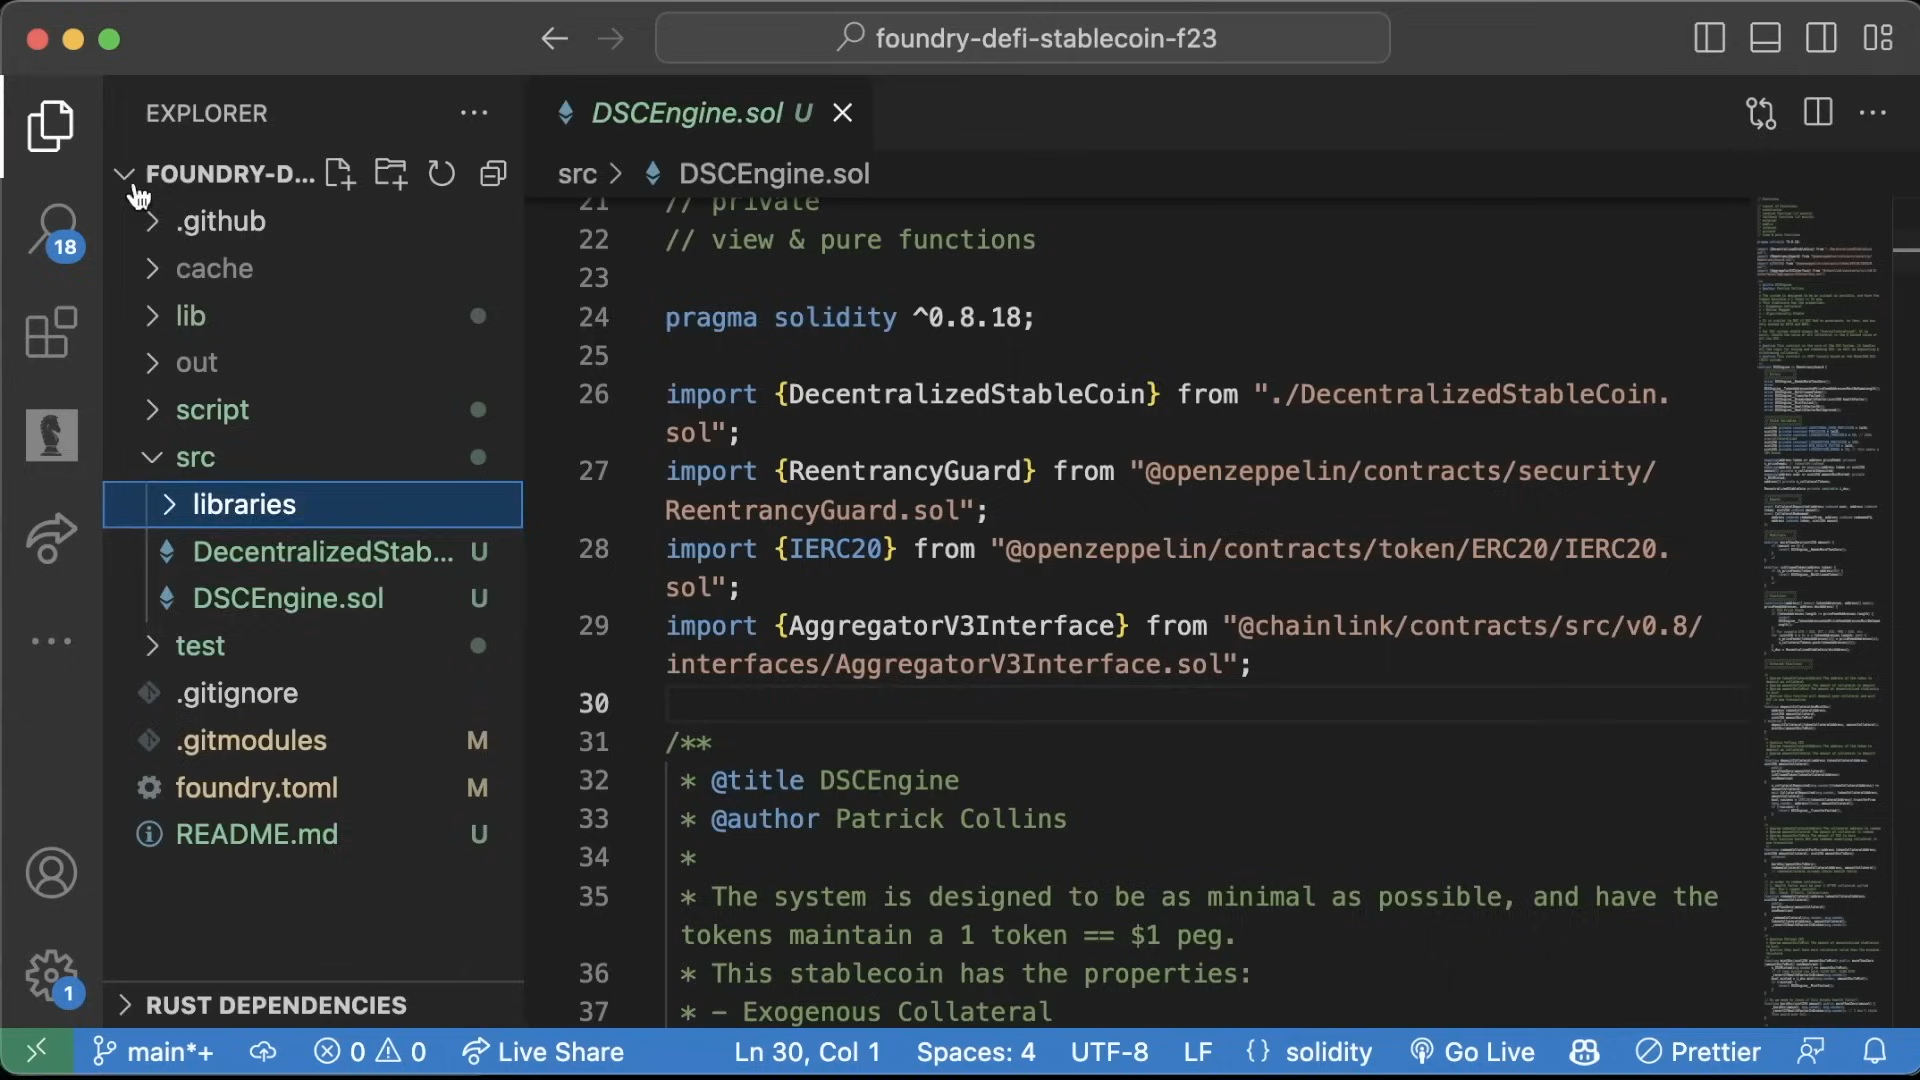 foundry-defi-stablecoin-f23
EXPLORER
FOUNDRY-D...
.github
cache
lib
out
script
src
libraries
DecentralizedStab... U
DSCEngine.sol U
test
.gitignore
.gitmodules M
foundry.toml M
README.md U
RUST DEPENDENCIES
18
1
DSCEngine.sol U
src > DSCEngine.sol
21 // private
22 // view & pure functions
23
24 pragma solidity ^0.8.18;
25
26 import {DecentralizedStableCoin} from "./DecentralizedStableCoin.
sol";
27 import {ReentrancyGuard} from "@openzeppelin/contracts/security/
ReentrancyGuard.sol";
28 import {IERC20} from "@openzeppelin/contracts/token/ERC20/IERC20.
sol";
29 import {AggregatorV3Interface} from "@chainlink/contracts/src/v0.8/
interfaces/AggregatorV3Interface.sol";
30
31 /**
32 * @title DSCEngine
33 * @author Patrick Collins
34 *
35 * The system is designed to be as minimal as possible, and have the
tokens maintain a 1 token == $1 peg.
36 * This stablecoin has the properties:
37 * - Exogenous Collateral
main*+ 0 0 Live Share Ln 30, Col 1 Spaces: 4 UTF-8 LF {} solidity Go Live Prettier